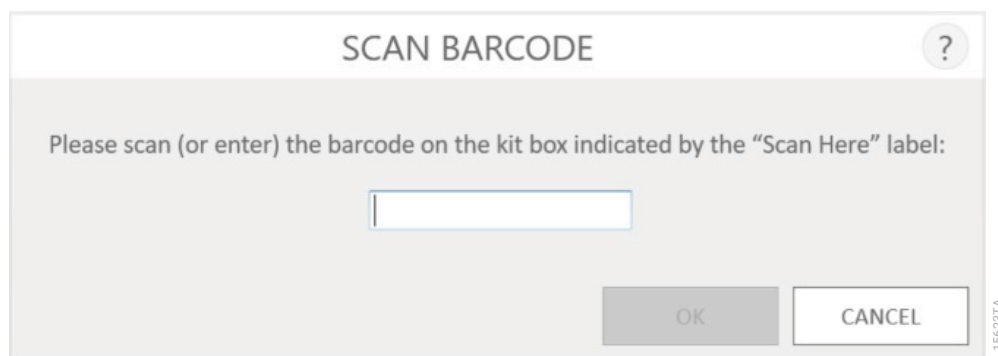 SCAN BARCODE
?
Please scan (or enter) the barcode on the kit box indicated by the “Scan Here” label:
OK
CANCEL